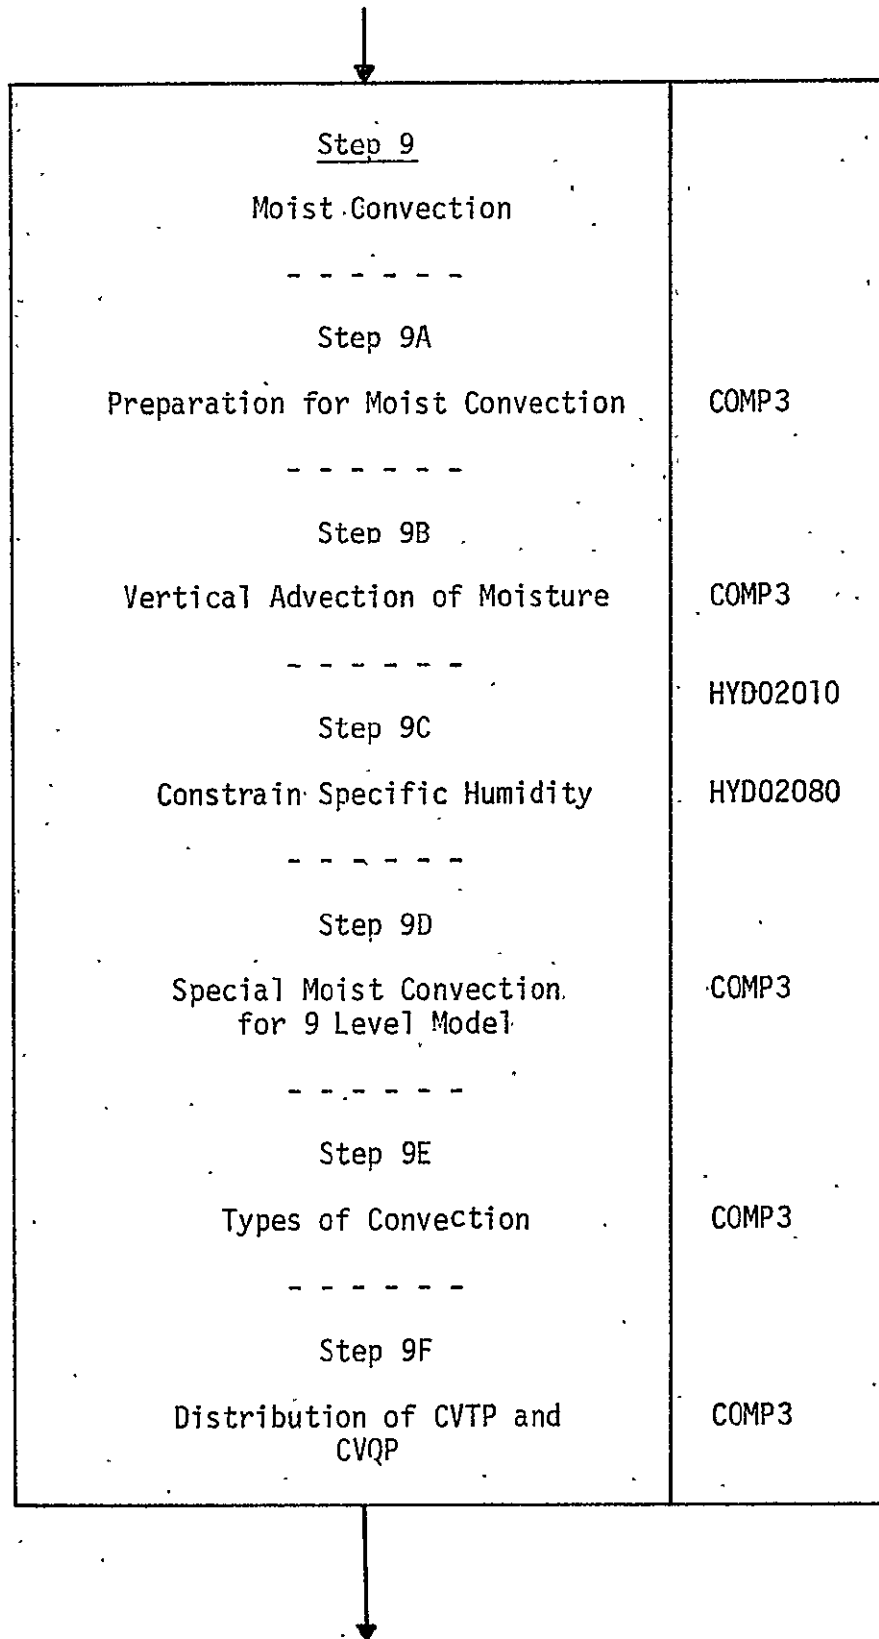 Step 9
Moist Convection
- - - - - -
Step 9A
Preparation for Moist Convection COMP3
- - - - - -
Step 9B
Vertical Advection of Moisture COMP3
- - - - - -
HYD02010
Step 9C
Constrain Specific Humidity HYD02080
- - - - - -
Step 9D
Special Moist Convection COMP3
for 9 Level Model
- - - - - -
Step 9E
Types of Convection COMP3
- - - - - -
Step 9F
Distribution of CVTP and COMP3
CVQP